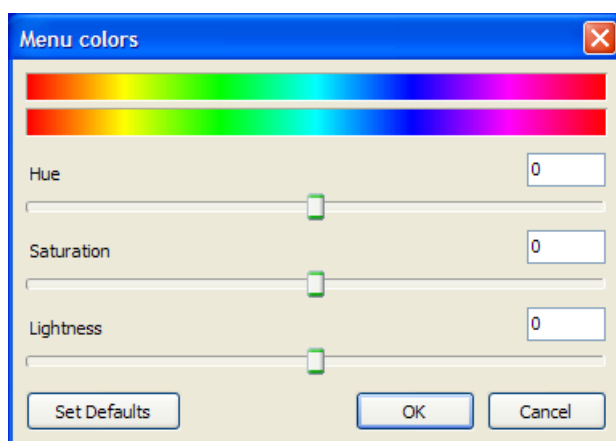 Menu colors
Hue 0
Saturation 0
Lightness 0
Set Defaults OK Cancel